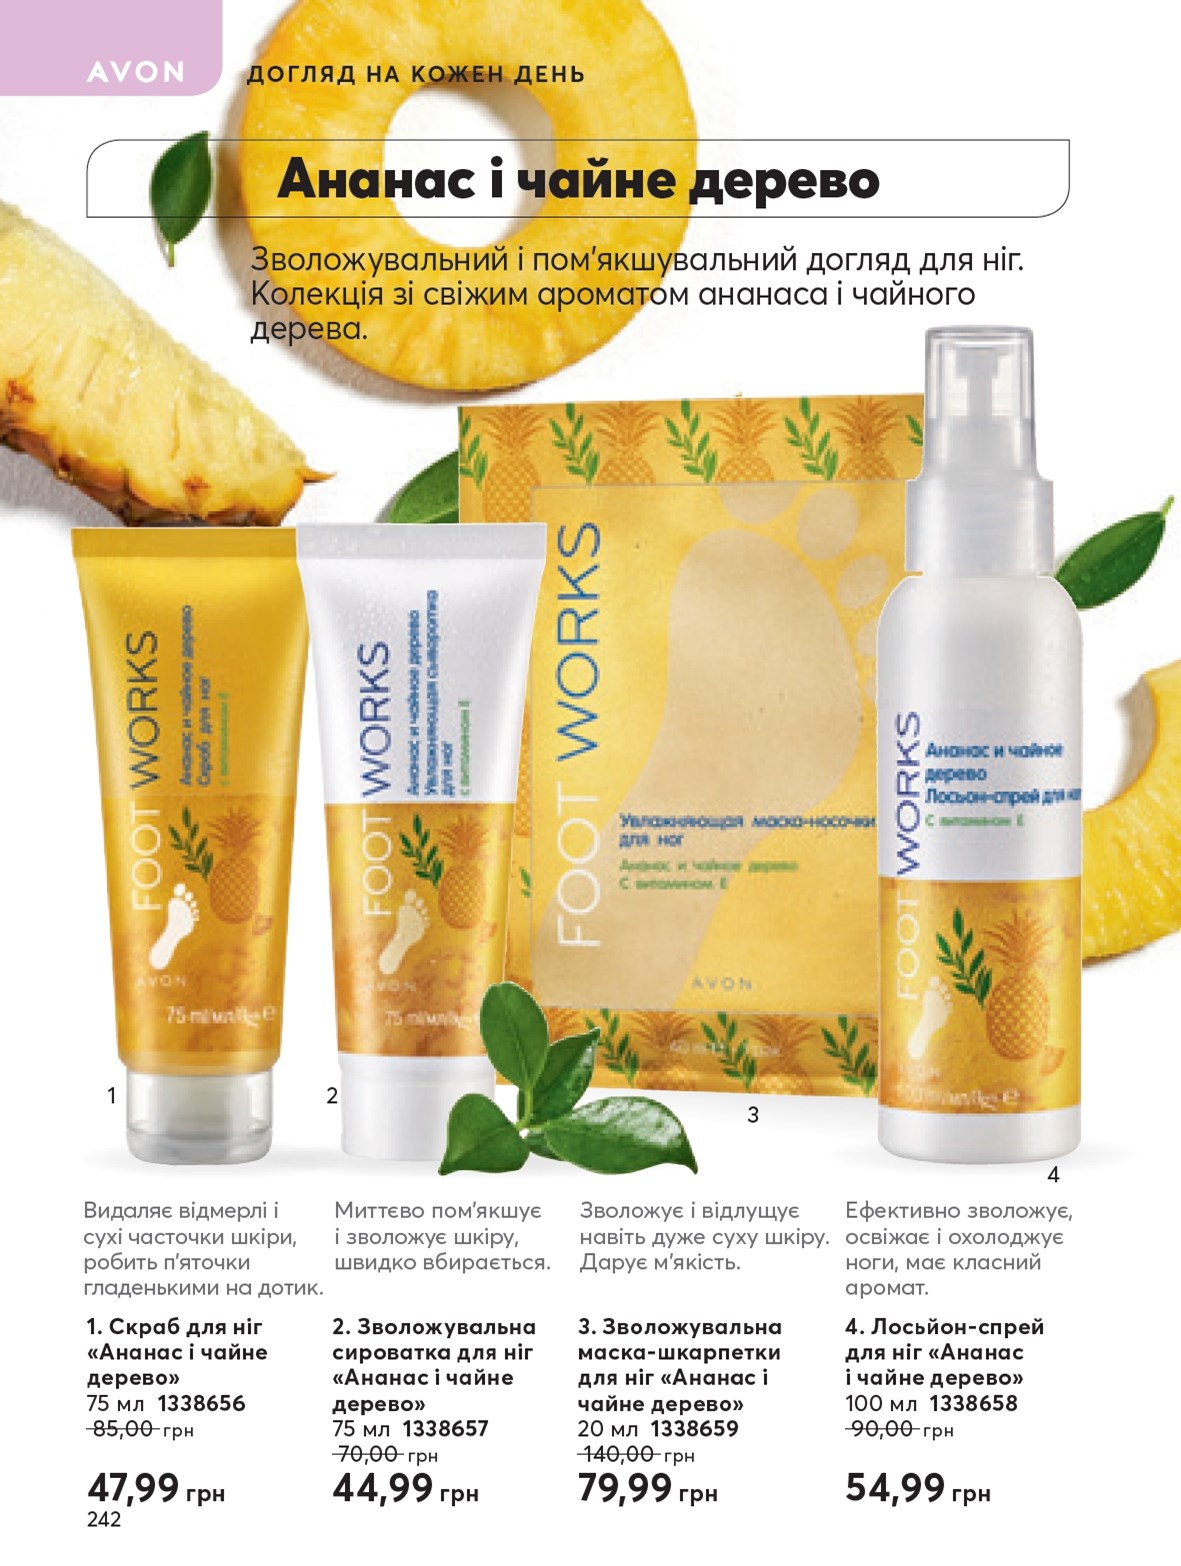 AVON
ДОГЛЯД НА КОЖЕН ДЕНЬ
Ананас і чайне дерево
Зволожувальний і пом’якшувальний догляд для ніг.
Колекція зі свіжим ароматом ананаса і чайного
дерева.
FOOT WORKS
Ананас и чайное дерево
Скраб для ног
с витамином Е
AVON
75 ml/мл/
1
FOOT WORKS
Ананас и чайное дерево
Увлажняющая сыворотка
для ног
с витамином Е
AVON
75 ml/мл/
2
FOOT WORKS
Увлажняющая маска-носочки
для ног
Ананас и чайное дерево
С витамином Е
AVON
3
FOOT WORKS
Ананас и чайное
дерево
Лосьон-спрей для ног
С витамином Е
AVON
4
Видаляє відмерлі і
сухі часточки шкіри,
робить п’яточки
гладенькими на дотик.
1. Скраб для ніг
«Ананас і чайне
дерево»
75 мл 1338656
85,00 грн
47,99 грн
Миттєво пом’якшує
і зволожує шкіру,
швидко вбирається.
2. Зволожувальна
сироватка для ніг
«Ананас і чайне
дерево»
75 мл 1338657
70,00 грн
44,99 грн
Зволожує і відлущує
навіть дуже суху шкіру.
Дарує м’якість.
3. Зволожувальна
маска-шкарпетки
для ніг «Ананас і
чайне дерево»
20 мл 1338659
140,00 грн
79,99 грн
Ефективно зволожує,
освіжає і охолоджує
ноги, має класний
аромат.
4. Лосьйон-спрей
для ніг «Ананас
і чайне дерево»
100 мл 1338658
90,00 грн
54,99 грн
242